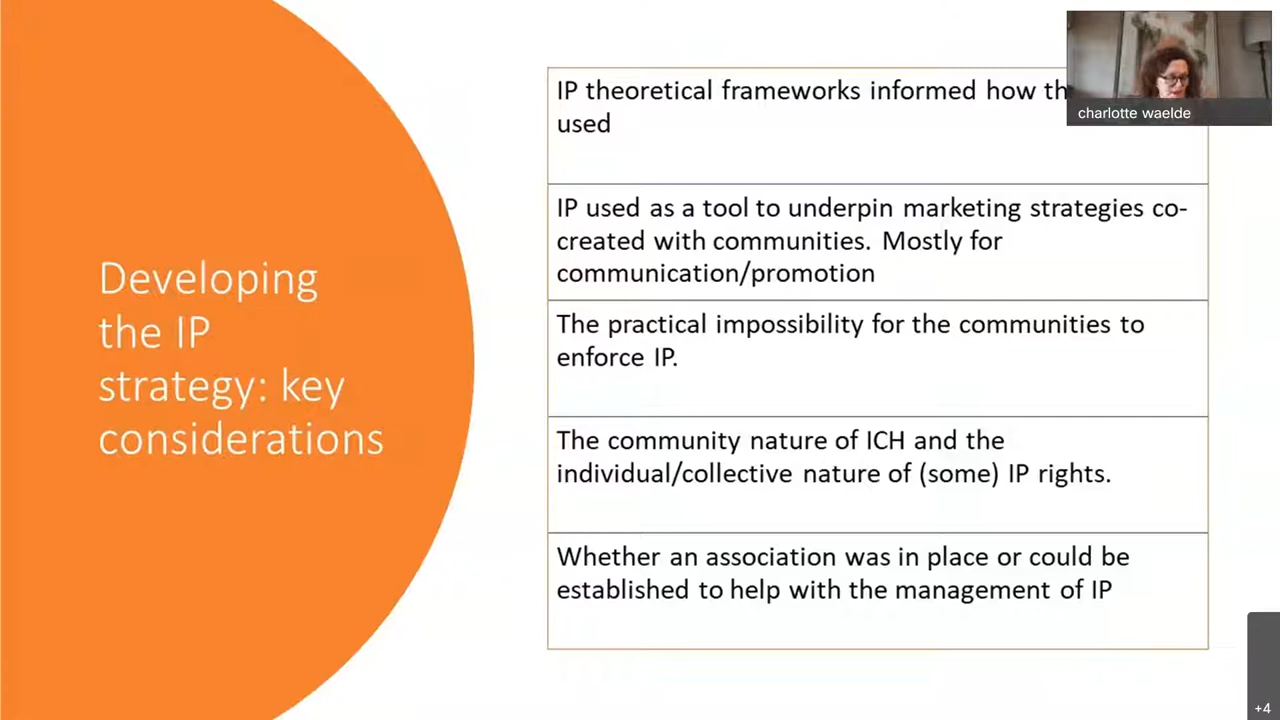 Developing
the IP
strategy: key
considerations
IP theoretical frameworks informed how
used
IP used as a tool to underpin marketing strategies co-
created with communities. Mostly for
communication/promotion
The practical impossibility for the communities to
enforce IP.
The community nature of ICH and the
individual/collective nature of (some) IP rights.
Whether an association was in place or could be
established to help with the management of IP
charlotte waelde
+4